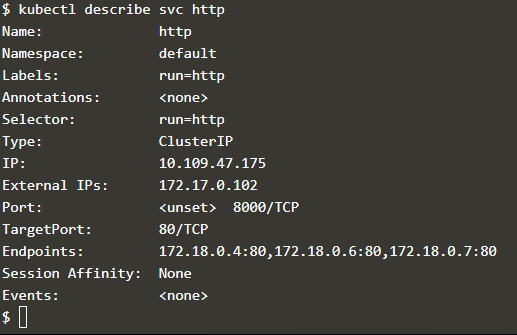 $ kubectl describe svc http
Name:              http
Namespace:         default
Labels:            run=http
Annotations:       <none>
Selector:          run=http
Type:              ClusterIP
IP:                10.109.47.175
External IPs:      172.17.0.102
Port:              <unset>  8000/TCP
TargetPort:        80/TCP
Endpoints:         172.18.0.4:80,172.18.0.6:80,172.18.0.7:80
Session Affinity:  None
Events:            <none>
$